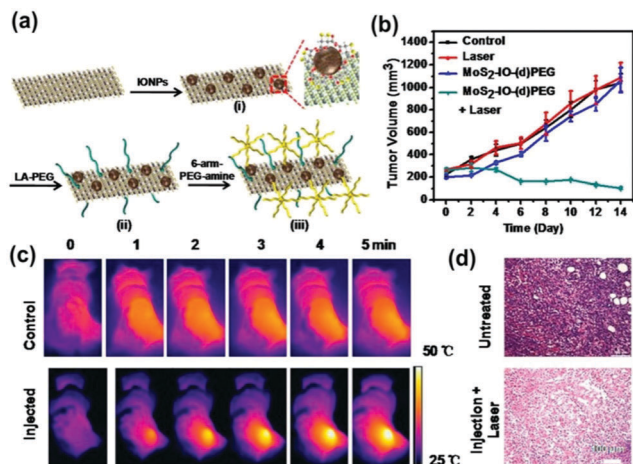 (a)
IONPs
(i)
LA-PEG
6-arm-
PEG-amine
(ii)
(iii)
(b)
Tumor Volume (mm³)
1400
1200
1000
800
600
400
200
0
Control
Laser
MoS₂-IO-(d)PEG
MoS₂-IO-(d)PEG
+ Laser
0 2 4 6 8 10 12 14
Time (Day)
(c)
0 1 2 3 4 5 min
Control
50 ℃
Injected
25 ℃
(d)
Untreated
Injection +
Laser